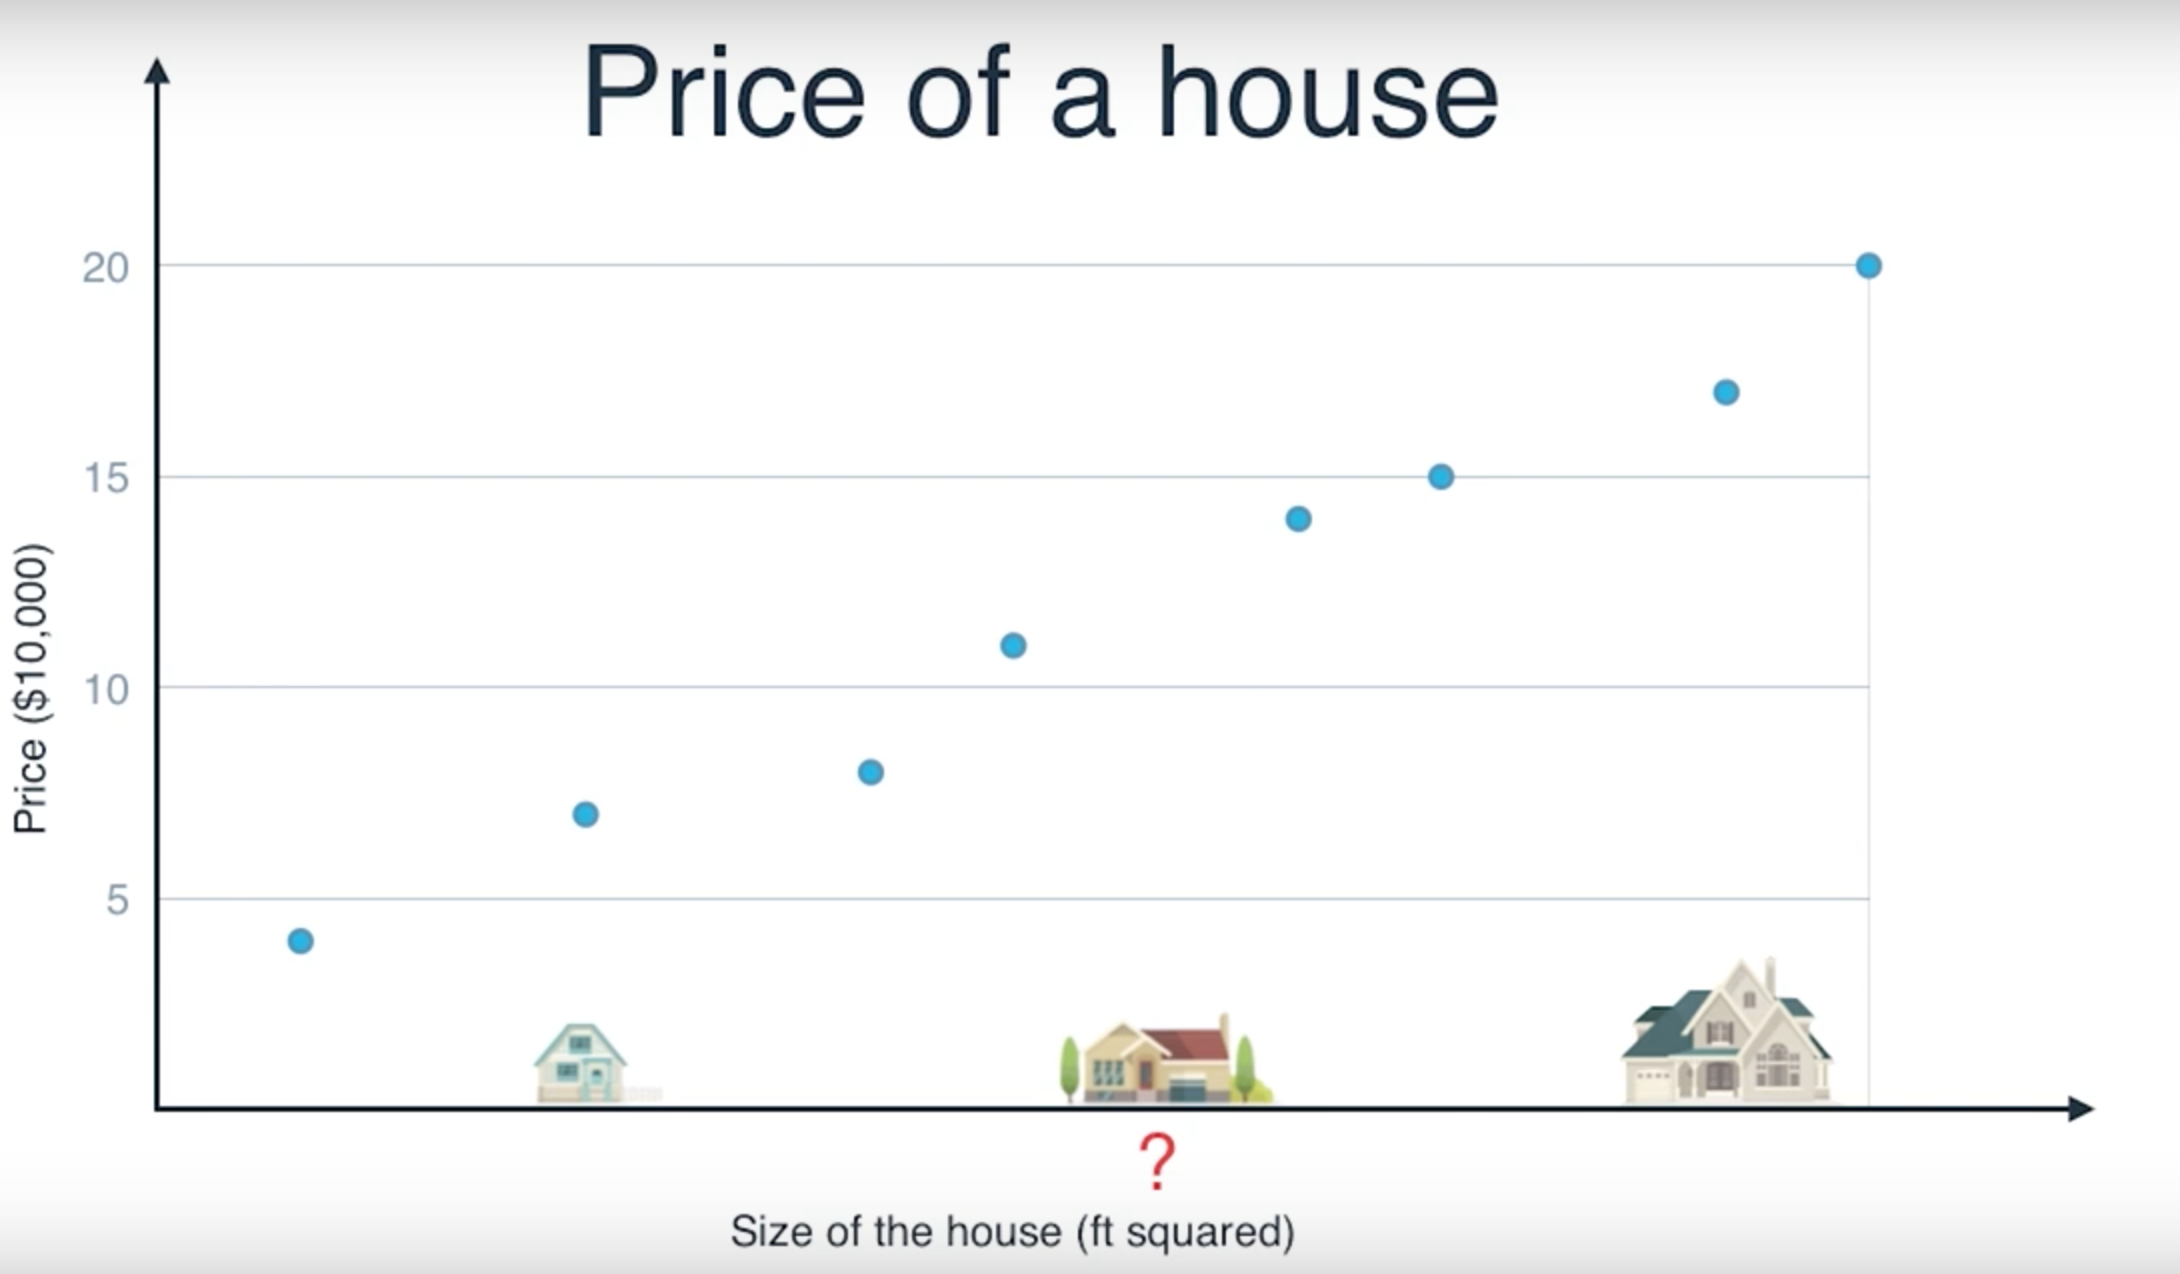 Price of a house
20
15
10
5
Price ($10,000)
?
Size of the house (ft squared)